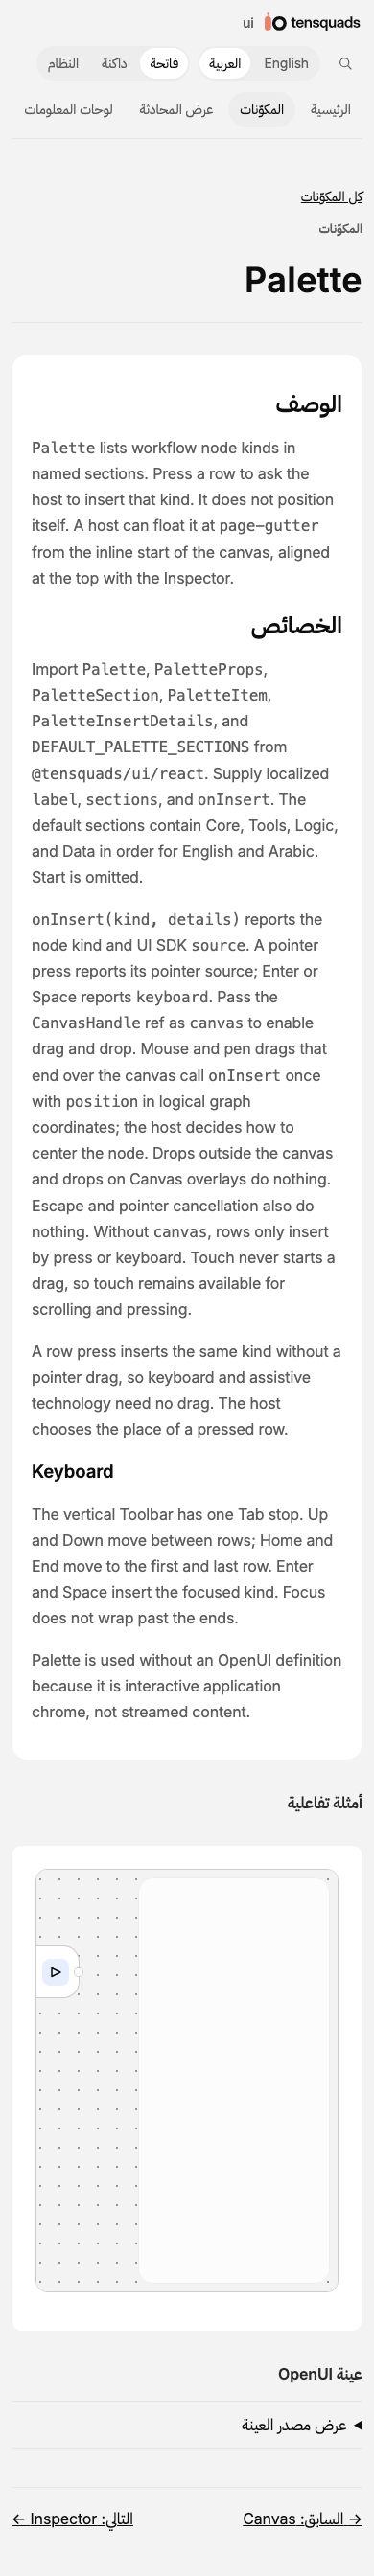 tensquads ui
English العربية فاتحة داكنة النظام
الرئيسية المكوّنات عرض المحادثة لوحات المعلومات
كل المكوّنات
المكوّنات
Palette
الوصف
Palette lists workflow node kinds in
named sections. Press a row to ask the
host to insert that kind. It does not position
itself. A host can float it at page-gutter
from the inline start of the canvas, aligned
at the top with the Inspector.
الخصائص
Import Palette, PaletteProps,
PaletteSection, PaletteItem,
PaletteInsertDetails, and
DEFAULT_PALETTE_SECTIONS from
@tensquads/ui/react. Supply localized
label, sections, and onInsert. The
default sections contain Core, Tools, Logic,
and Data in order for English and Arabic.
Start is omitted.
onInsert(kind, details) reports the
node kind and UI SDK source. A pointer
press reports its pointer source; Enter or
Space reports keyboard. Pass the
CanvasHandle ref as canvas to enable
drag and drop. Mouse and pen drags that
end over the canvas call onInsert once
with position in logical graph
coordinates; the host decides how to
center the node. Drops outside the canvas
and drops on Canvas overlays do nothing.
Escape and pointer cancellation also do
nothing. Without canvas, rows only insert
by press or keyboard. Touch never starts a
drag, so touch remains available for
scrolling and pressing.
A row press inserts the same kind without a
pointer drag, so keyboard and assistive
technology need no drag. The host
chooses the place of a pressed row.
Keyboard
The vertical Toolbar has one Tab stop. Up
and Down move between rows; Home and
End move to the first and last row. Enter
and Space insert the focused kind. Focus
does not wrap past the ends.
Palette is used without an OpenUI definition
because it is interactive application
chrome, not streamed content.
أمثلة تفاعلية
عينة OpenUI
عرض مصدر العينة
→ السابق: Canvas
التالي: Inspector ←